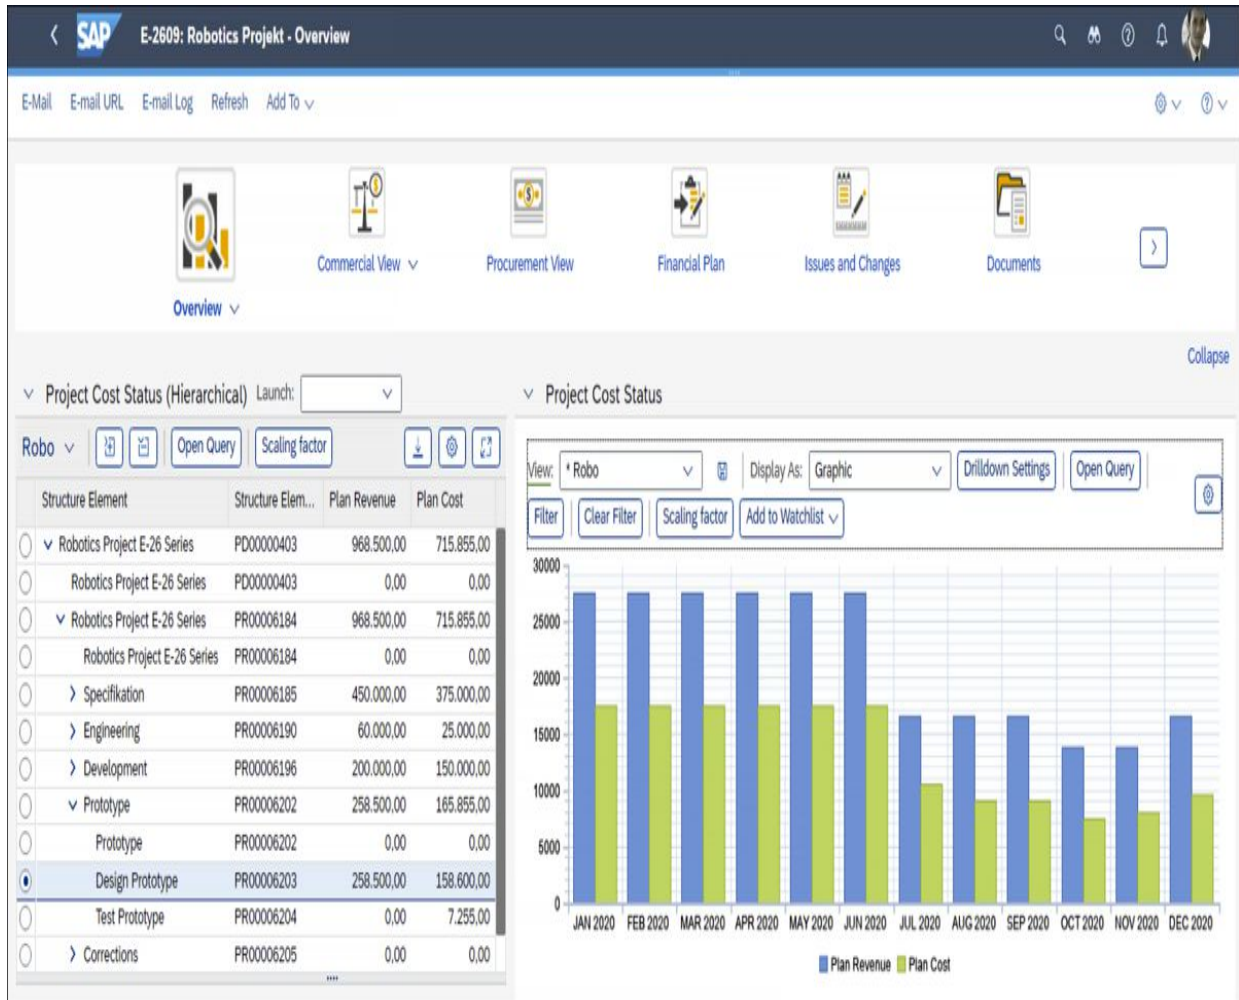 SAP E-2609: Robotics Projekt - Overview
E-Mail E-mail URL E-mail Log Refresh Add To
Overview
Commercial View
Procurement View
Financial Plan
Issues and Changes
Documents
Collapse
Project Cost Status (Hierarchical) Launch:
Robo Open Query Scaling factor
Structure Element Structure Elem... Plan Revenue Plan Cost
Robotics Project E-26 Series PD00000403 968.500,00 715.855,00
Robotics Project E-26 Series PD00000403 0,00 0,00
Robotics Project E-26 Series PR00006184 968.500,00 715.855,00
Robotics Project E-26 Series PR00006184 0,00 0,00
Specifikation PR00006185 450.000,00 375.000,00
Engineering PR00006190 60.000,00 25.000,00
Development PR00006196 200.000,00 150.000,00
Prototype PR00006202 258.500,00 165.855,00
Prototype PR00006202 0,00 0,00
Design Prototype PR00006203 258.500,00 158.600,00
Test Prototype PR00006204 0,00 7.255,00
Corrections PR00006205 0,00 0,00
Project Cost Status
View: * Robo Display As: Graphic Drilldown Settings Open Query
Filter Clear Filter Scaling factor Add to Watchlist
30000
25000
20000
15000
10000
5000
0
JAN 2020 FEB 2020 MAR 2020 APR 2020 MAY 2020 JUN 2020 JUL 2020 AUG 2020 SEP 2020 OCT 2020 NOV 2020 DEC 2020
Plan Revenue Plan Cost